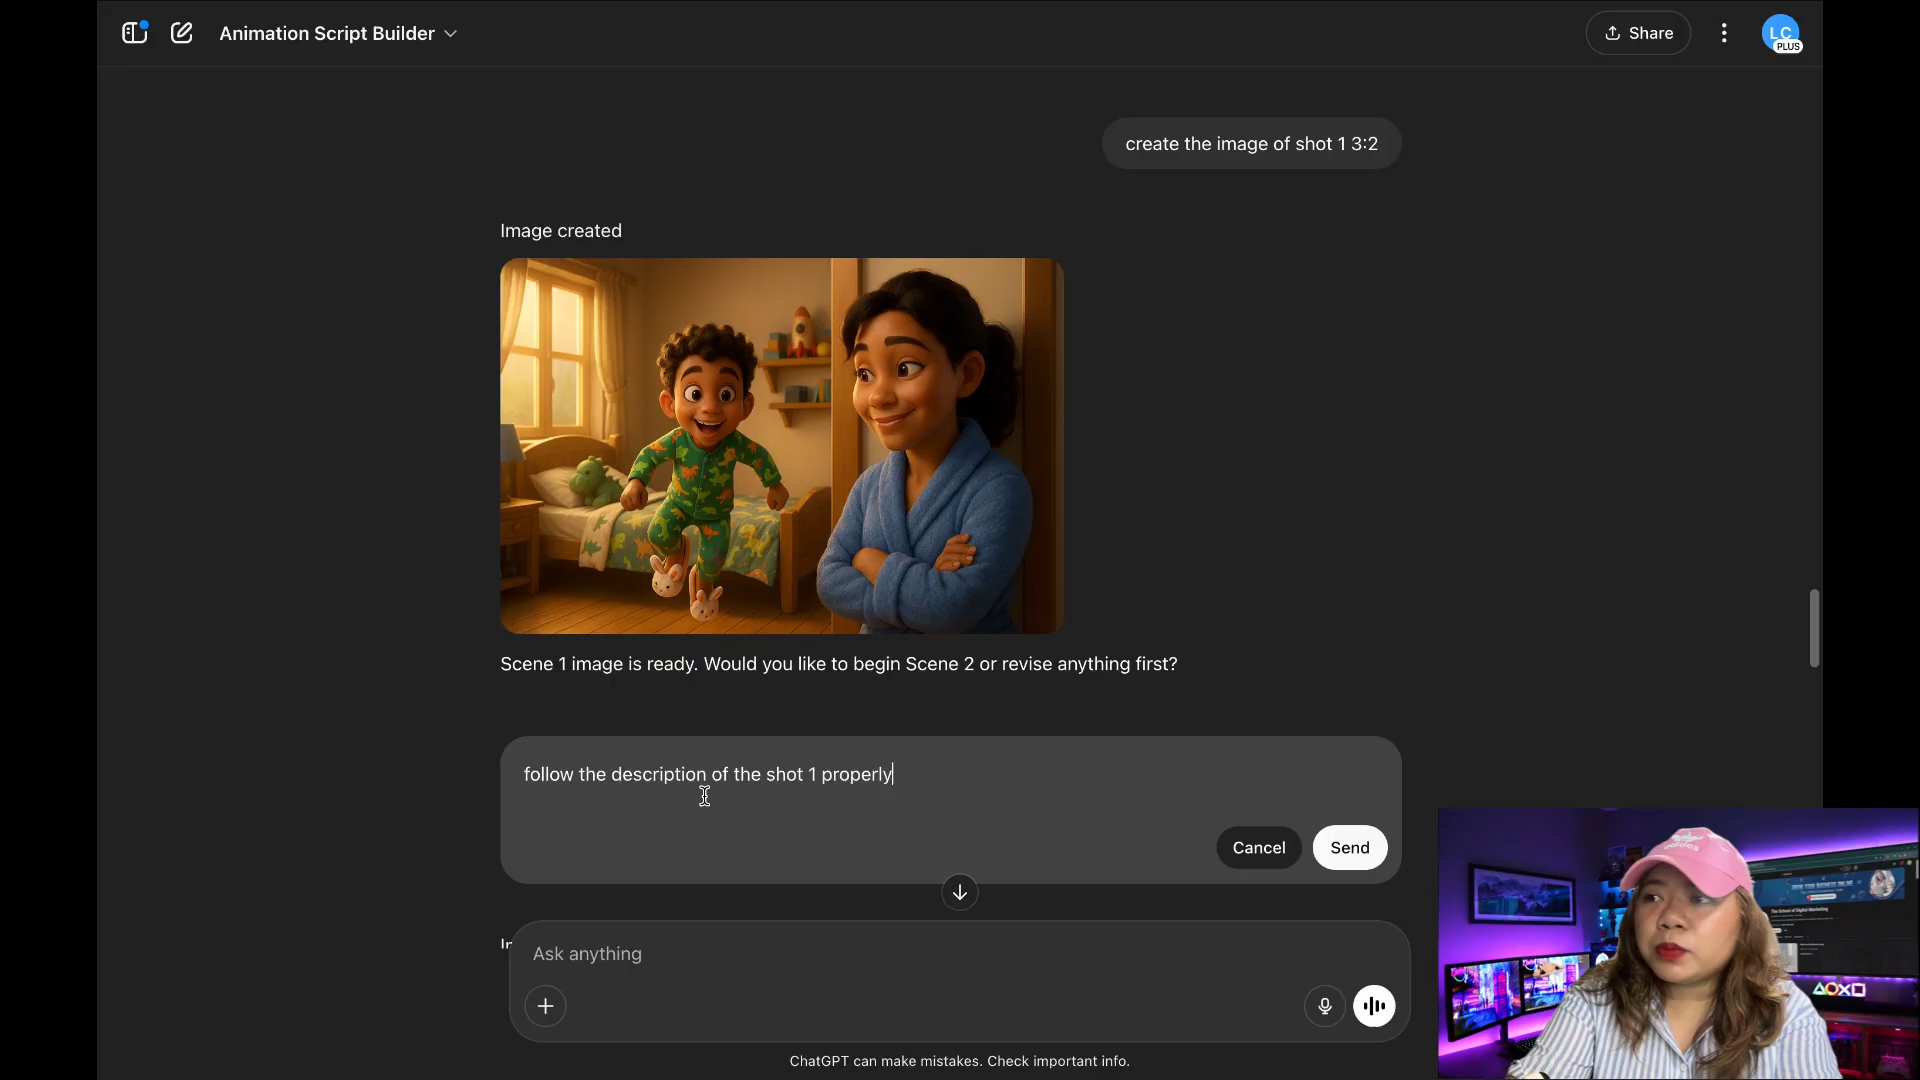 Animation Script Builder
Share
LC
PLUS
create the image of shot 1 3:2
Image created
Scene 1 image is ready. Would you like to begin Scene 2 or revise anything first?
follow the description of the shot 1 properly
Cancel
Send
Ask anything
ChatGPT can make mistakes. Check important info.